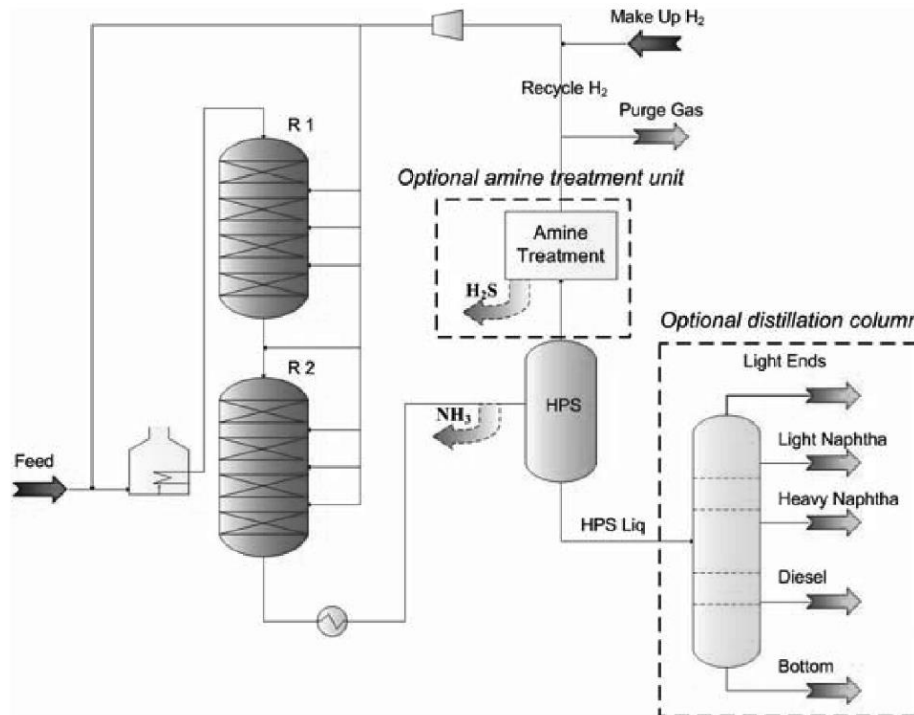 Make Up H₂
Recycle H₂
Purge Gas
R 1
Optional amine treatment unit
Amine
Treatment
H₂S
Optional distillation column
R 2
Light Ends
HPS
NH₃
Light Naphtha
Feed
Heavy Naphtha
HPS Liq
Diesel
Bottom